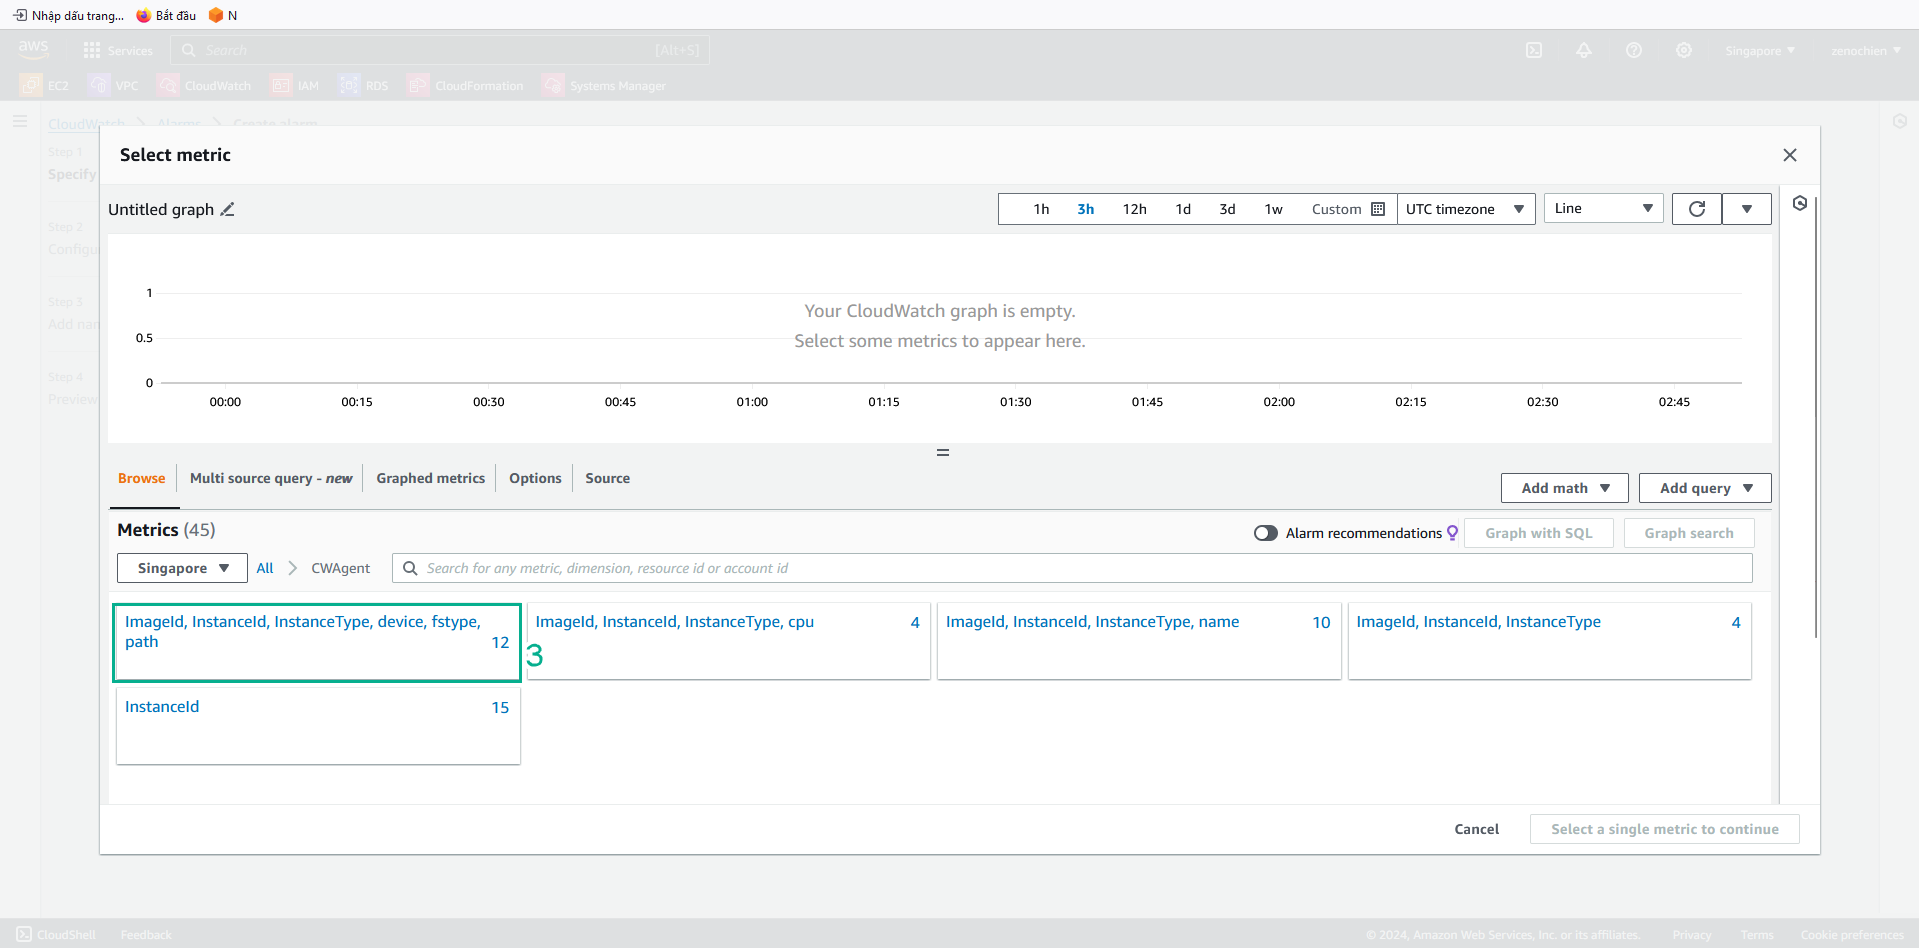 Nhập dấu trang... Bắt đầu N
aws Services Search [Alt+S] Singapore zenochien
EC2 VPC CloudWatch IAM RDS CloudFormation Systems Manager
CloudWatch Alarms Create alarm
Step 1
Specify
Step 2
Step 3
Step 4
Preview
Select metric
Untitled graph 1h 3h 12h 1d 3d 1w Custom UTC timezone Line
1
0.5
0
Your CloudWatch graph is empty.
Select some metrics to appear here.
00:00 00:15 00:30 00:45 01:00 01:15 01:30 01:45 02:00 02:15 02:30 02:45
Browse Multi source query - new Graphed metrics Options Source
Add math Add query
Metrics (45) Alarm recommendations Graph with SQL Graph search
Singapore All CWAgent Search for any metric, dimension, resource id or account id
ImageId, InstanceId, InstanceType, device, fstype,
path 12
3
ImageId, InstanceId, InstanceType, cpu 4
ImageId, InstanceId, InstanceType, name 10
ImageId, InstanceId, InstanceType 4
InstanceId 15
Cancel Select a single metric to continue
CloudShell Feedback © 2024, Amazon Web Services, Inc. or its affiliates. Privacy Terms Cookie preferences